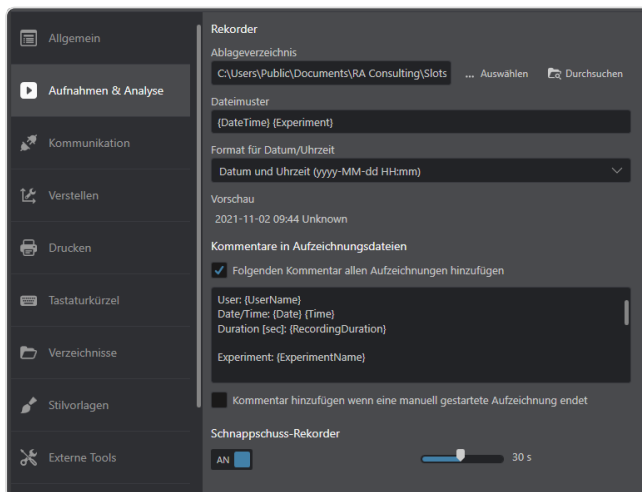 Allgemein
Aufnahmen & Analyse
Kommunikation
Verstellen
Drucken
Tastaturkürzel
Verzeichnisse
Stilvorlagen
Externe Tools
Rekorder
Ablageverzeichnis
C:\Users\Public\Documents\RA Consulting\Slots ... Auswählen Durchsuchen
Dateimuster
{DateTime} {Experiment}
Format für Datum/Uhrzeit
Datum und Uhrzeit (yyyy-MM-dd HH:mm)
Vorschau
2021-11-02 09:44 Unknown
Kommentare in Aufzeichnungsdateien
Folgenden Kommentar allen Aufzeichnungen hinzufügen
User: {UserName}
Date/Time: {Date} {Time}
Duration [sec]: {RecordingDuration}
Experiment: {ExperimentName}
Kommentar hinzufügen wenn eine manuell gestartete Aufzeichnung endet
Schnappschuss-Rekorder
AN 30 s